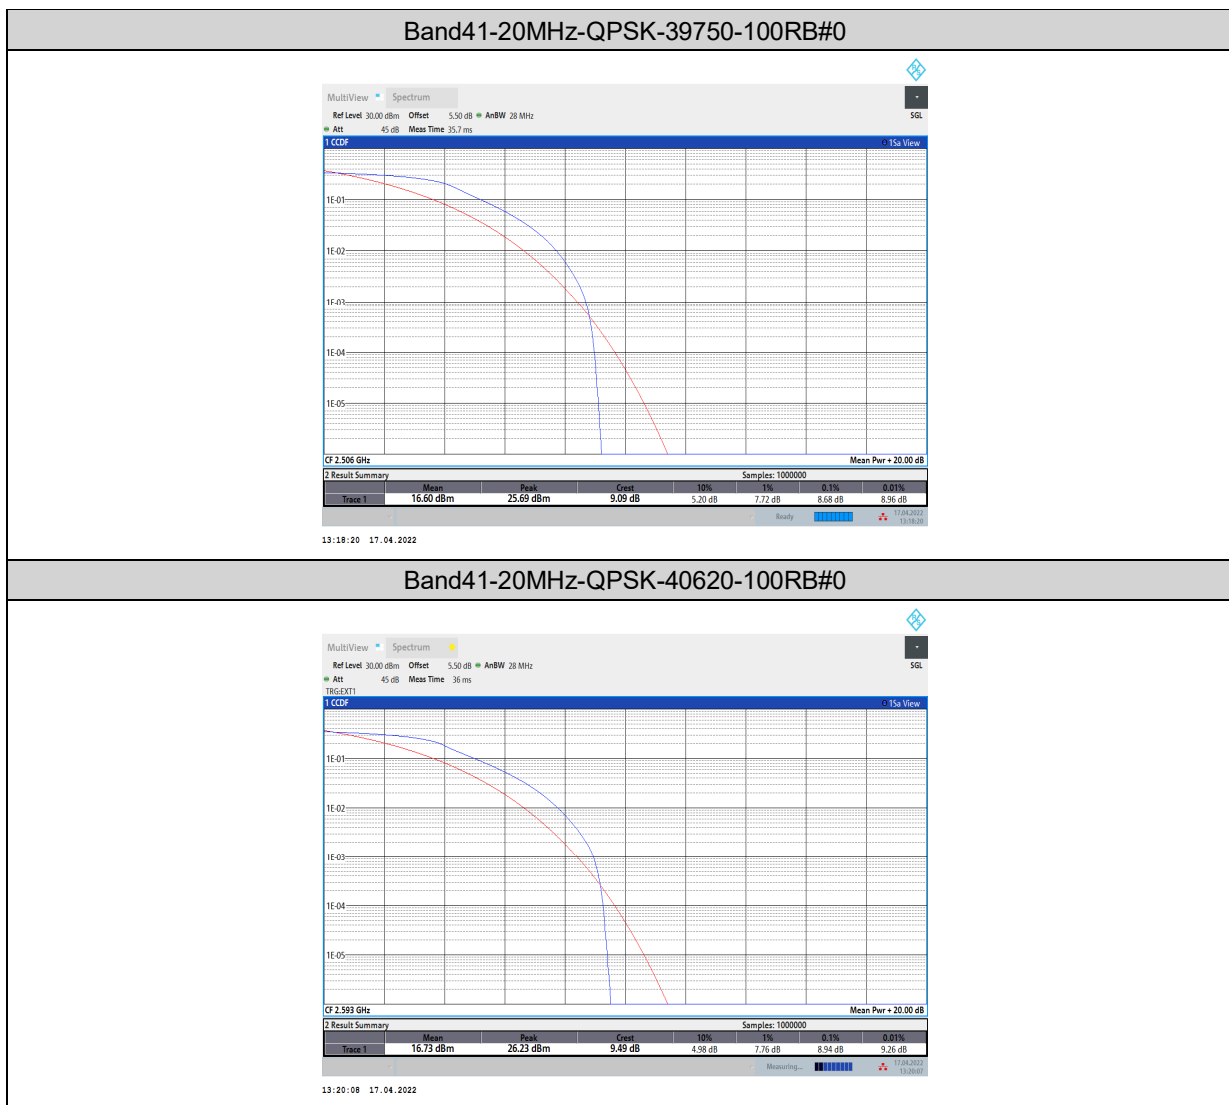 Band41-20MHz-QPSK-39750-100RB#0
MultiView Spectrum
Ref Level 30.00 dBm Offset 5.50 dB AnBW 28 MHz SGL
Att 45 dB Meas Time 35.7 ms
1 CCDF 1Sa View
1E-01
1E-02
1E-03
1E-04
1E-05
CF 2.506 GHz Mean Pwr + 20.00 dB
2 Result Summary Samples: 1000000
Mean Peak Crest 10% 1% 0.1% 0.01%
Trace 1 16.60 dBm 25.69 dBm 9.09 dB 5.20 dB 7.72 dB 8.68 dB 8.96 dB
Ready 17.04.2022
13:18:20
13:18:20 17.04.2022
Band41-20MHz-QPSK-40620-100RB#0
MultiView Spectrum
Ref Level 30.00 dBm Offset 5.50 dB AnBW 28 MHz SGL
Att 45 dB Meas Time 36 ms
TRG:EXT1
1 CCDF 1Sa View
1E-01
1E-02
1E-03
1E-04
1E-05
CF 2.593 GHz Mean Pwr + 20.00 dB
2 Result Summary Samples: 1000000
Mean Peak Crest 10% 1% 0.1% 0.01%
Trace 1 16.73 dBm 26.23 dBm 9.49 dB 4.98 dB 7.76 dB 8.94 dB 9.26 dB
Measuring... 17.04.2022
13:20:07
13:20:08 17.04.2022